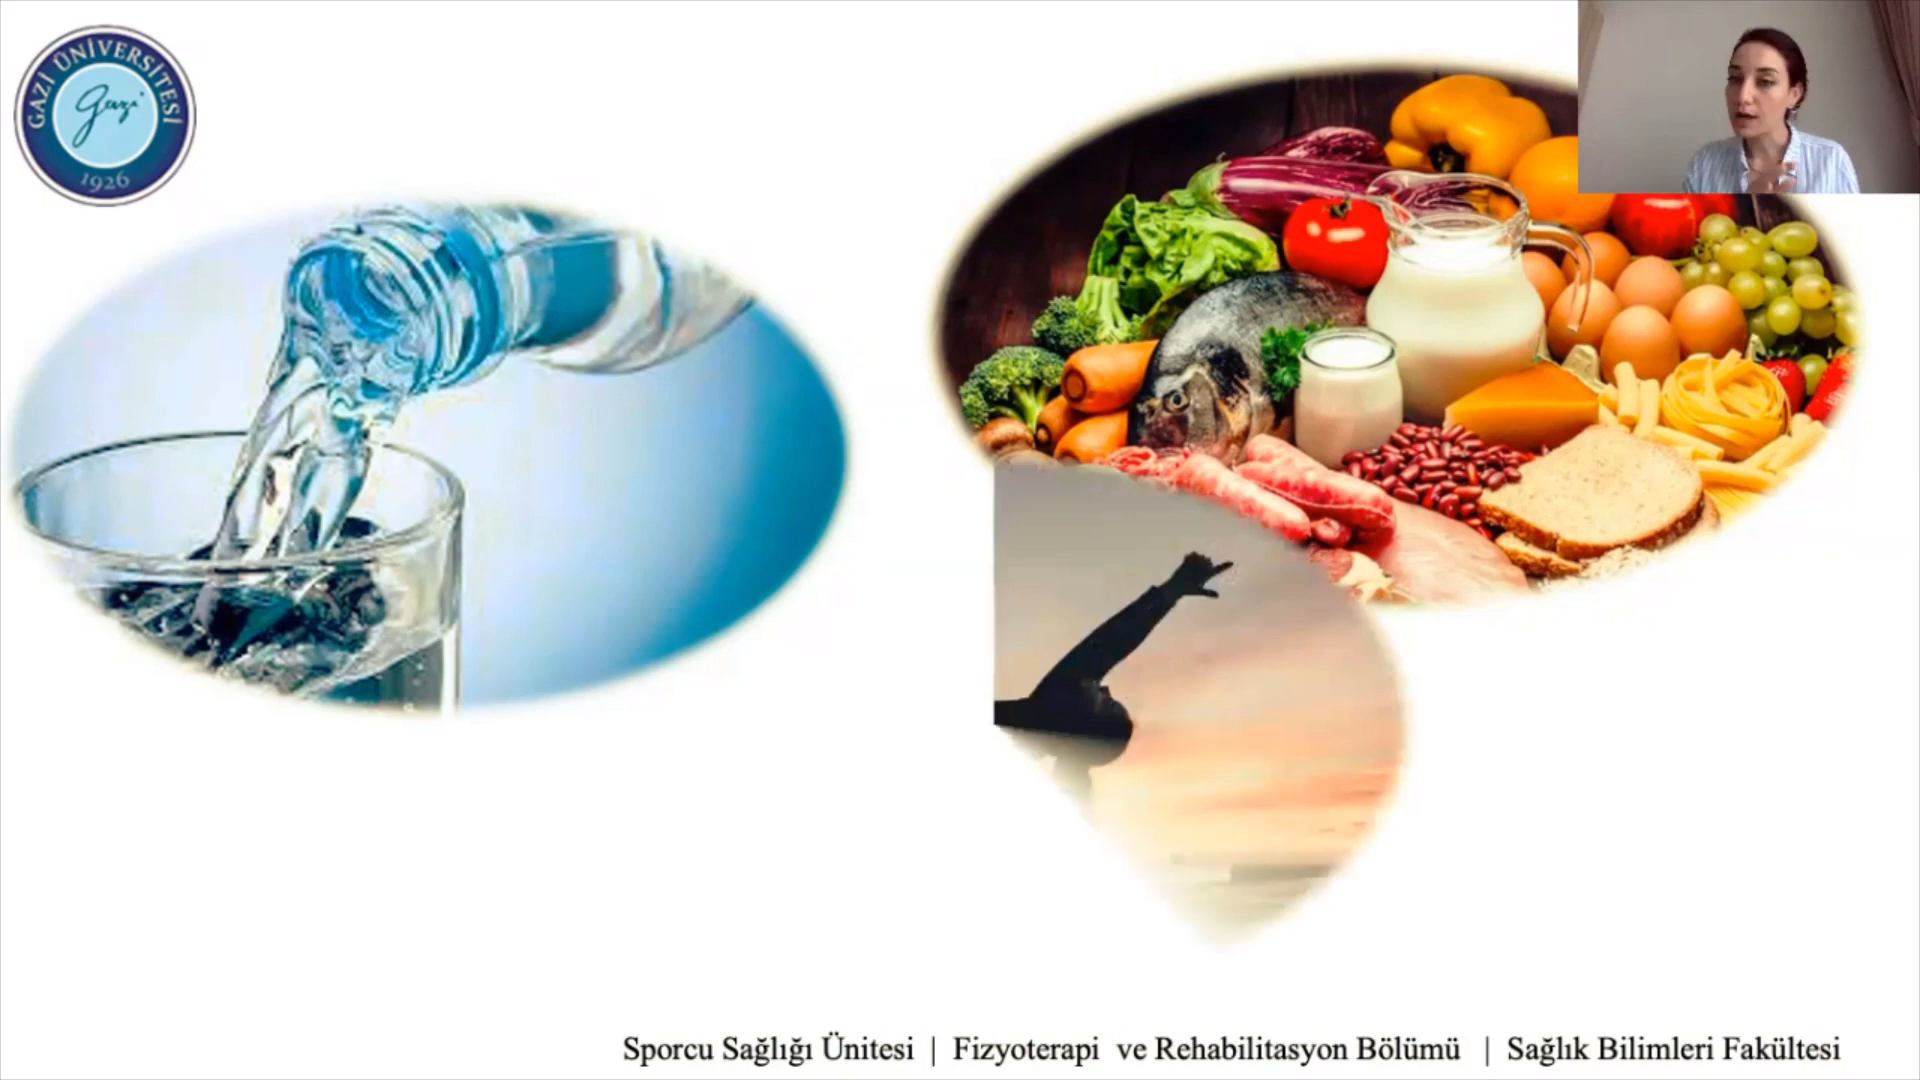 GAZİ ÜNİVERSİTESİ
gazi
1926
Sporcu Sağlığı Ünitesi | Fizyoterapi ve Rehabilitasyon Bölümü | Sağlık Bilimleri Fakültesi